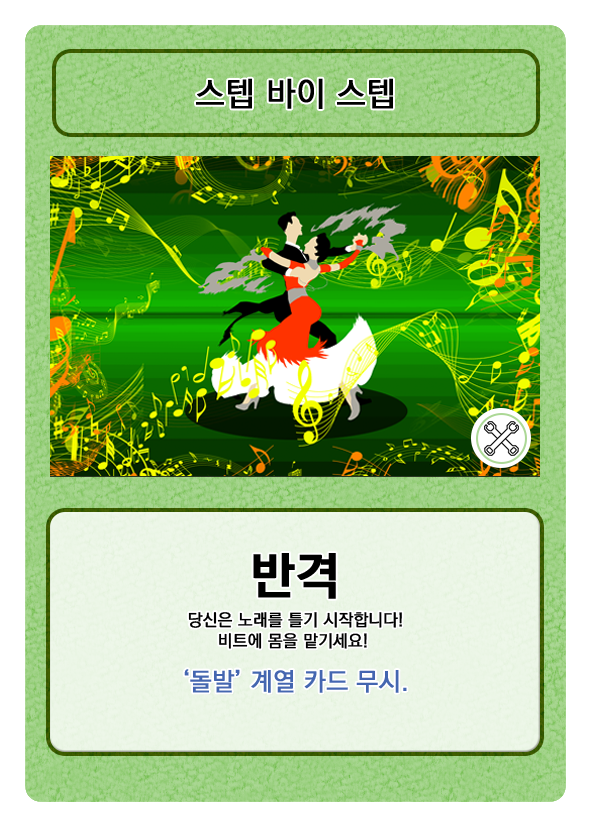 스텝 바이 스텝
반격
당신은 노래를 틀기 시작합니다!
비트에 몸을 맡기세요!
‘돌발’ 계열 카드 무시.